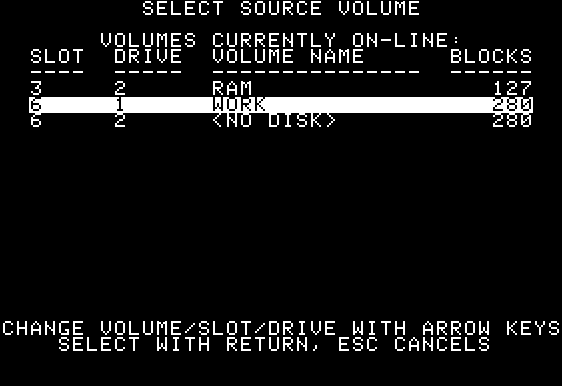 SELECT SOURCE VOLUME
VOLUMES CURRENTLY ON-LINE:
SLOT DRIVE VOLUME NAME BLOCKS
---- ----- --------------- ------
3 2 RAM 127
6 1 WORK 280
6 2 <NO DISK> 280
CHANGE VOLUME/SLOT/DRIVE WITH ARROW KEYS
SELECT WITH RETURN, ESC CANCELS